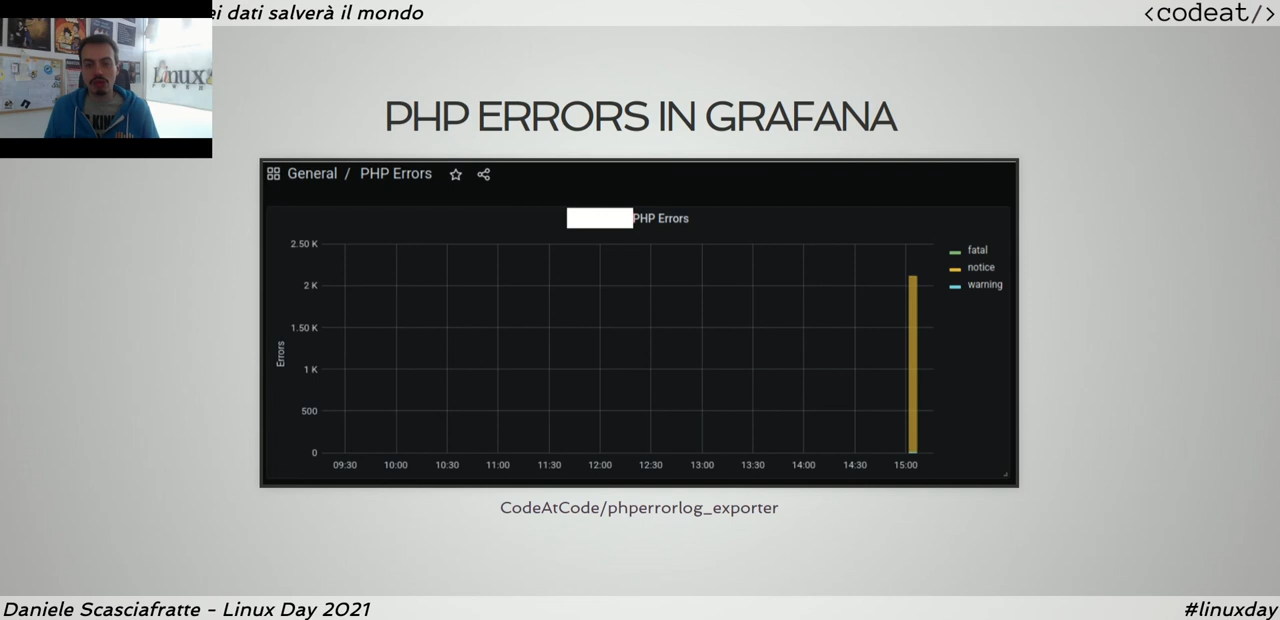 ei dati salverà il mondo
<codeat/>
Linux
PHP ERRORS IN GRAFANA
General / PHP Errors
PHP Errors
2.50 K
2 K
1.50 K
1 K
500
0
Errors
fatal
notice
warning
09:30 10:00 10:30 11:00 11:30 12:00 12:30 13:00 13:30 14:00 14:30 15:00
CodeAtCode/phperrorlog_exporter
Daniele Scasciafratte - Linux Day 2021
#linuxday